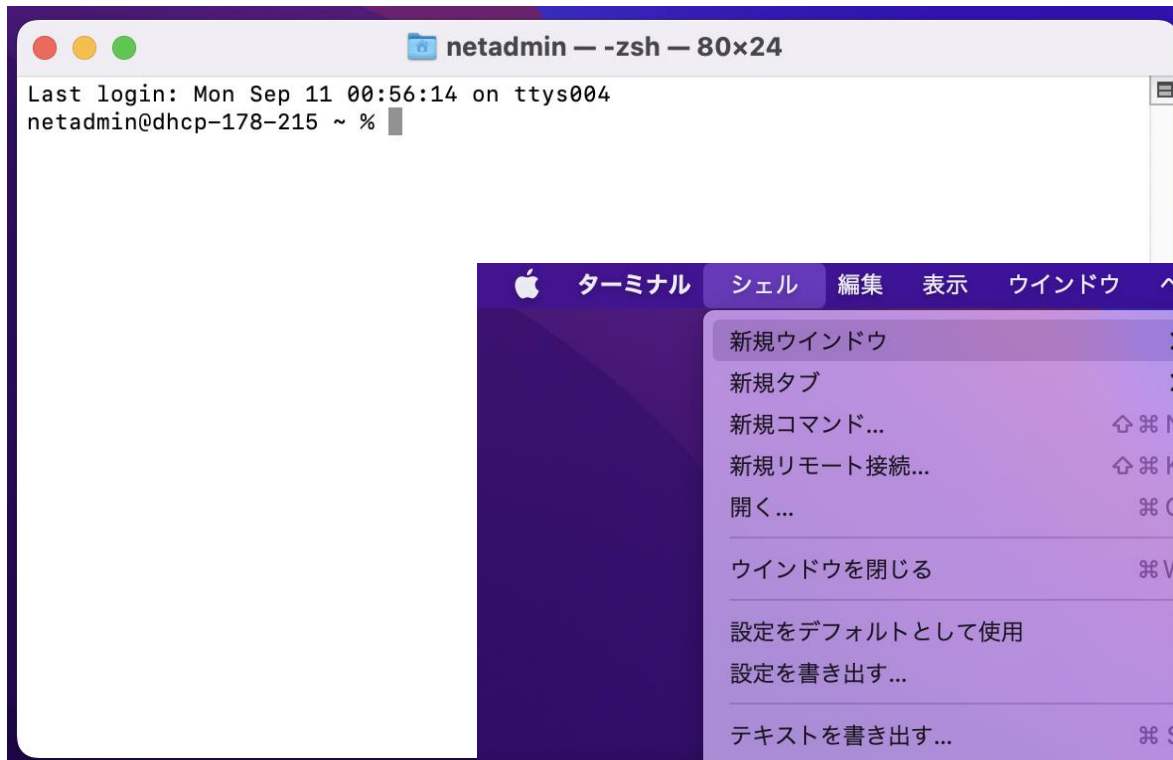 netadmin — -zsh — 80×24
Last login: Mon Sep 11 00:56:14 on ttys004
netadmin@dhcp-178-215 ~ %
ターミナル シェル 編集 表示 ウインドウ
新規ウインドウ
新規タブ
新規コマンド... ⇧⌘N
新規リモート接続... ⇧⌘K
開く... ⌘O
ウインドウを閉じる ⌘W
設定をデフォルトとして使用
設定を書き出す...
テキストを書き出す... ⌘S